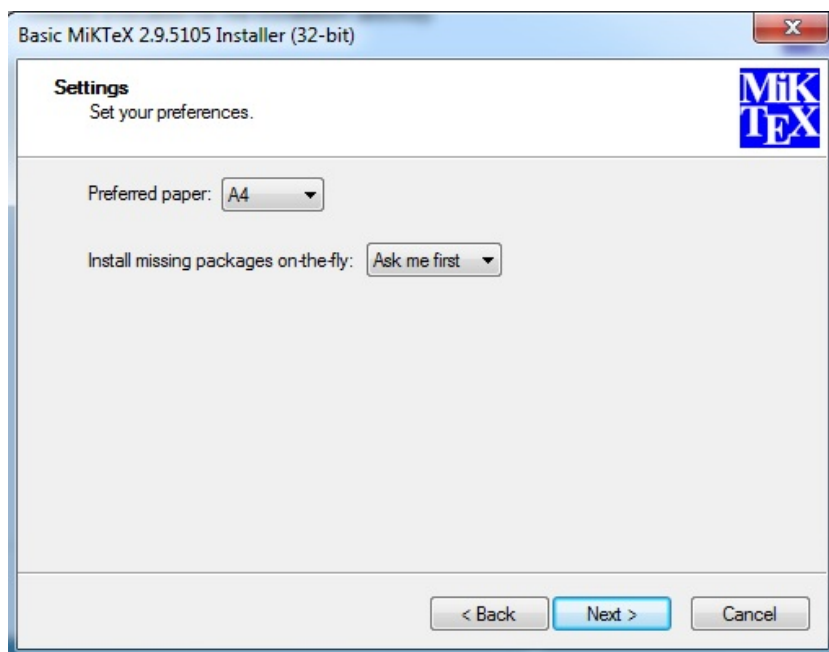 Basic MiKTeX 2.9.5105 Installer (32-bit)
x
Settings
Set your preferences.
MiK
TEX
Preferred paper: A4
Install missing packages on-the-fly: Ask me first
< Back Next > Cancel